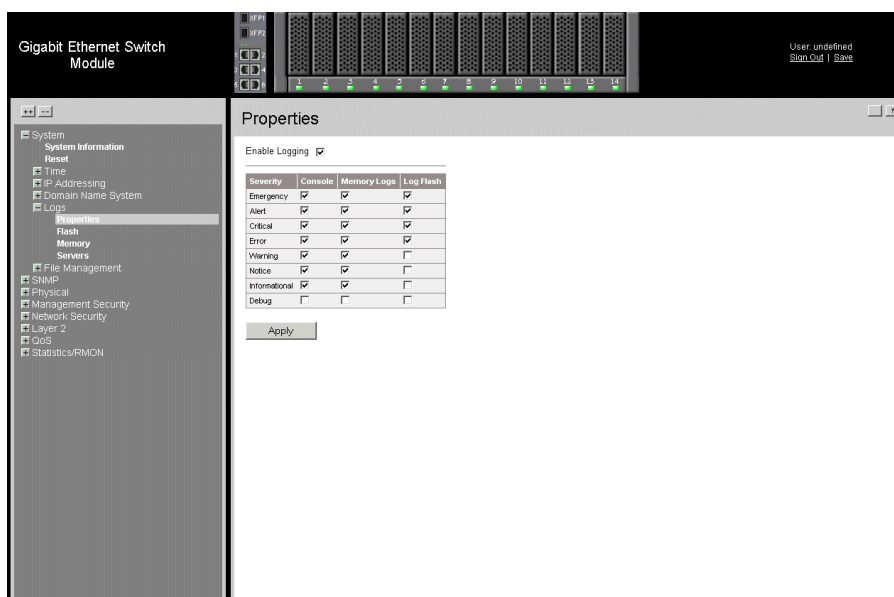 Gigabit Ethernet Switch
Module
XFP1
XFP2
1 2
3 4
5 6
1 2 3 4 5 6 7 8 9 10 11 12 13 14
User: undefined
Sign Out | Save
++ --
System
System Information
Reset
Time
IP Addressing
Domain Name System
Logs
Properties
Flash
Memory
Servers
File Management
SNMP
Physical
Management Security
Network Security
Layer 2
QoS
Statistics/RMON
Properties
Enable Logging
Severity Console Memory Logs Log Flash
Emergency
Alert
Critical
Error
Warning
Notice
Informational
Debug
Apply